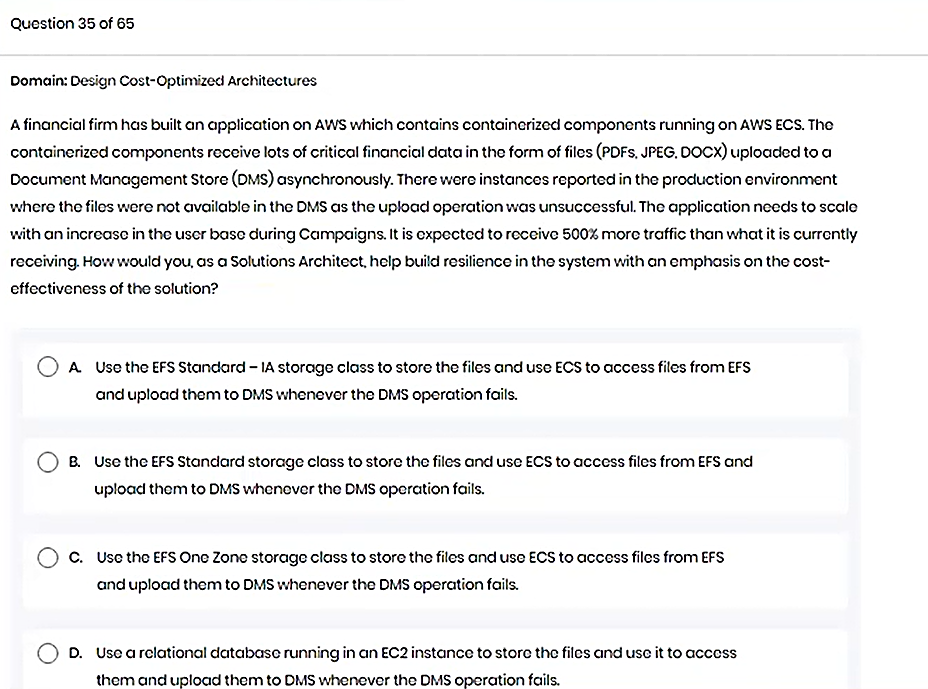 Question 35 of 65
Domain: Design Cost-Optimized Architectures
A financial firm has built an application on AWS which contains containerized components running on AWS ECS. The
containerized components receive lots of critical financial data in the form of files (PDFs, JPEG, DOCX) uploaded to a
Document Management Store (DMS) asynchronously. There were instances reported in the production environment
where the files were not available in the DMS as the upload operation was unsuccessful. The application needs to scale
with an increase in the user base during Campaigns. It is expected to receive 500% more traffic than what it is currently
receiving. How would you, as a Solutions Architect, help build resilience in the system with an emphasis on the cost-
effectiveness of the solution?
A. Use the EFS Standard – IA storage class to store the files and use ECS to access files from EFS
and upload them to DMS whenever the DMS operation fails.
B. Use the EFS Standard storage class to store the files and use ECS to access files from EFS and
upload them to DMS whenever the DMS operation fails.
C. Use the EFS One Zone storage class to store the files and use ECS to access files from EFS
and upload them to DMS whenever the DMS operation fails.
D. Use a relational database running in an EC2 instance to store the files and use it to access
them and upload them to DMS whenever the DMS operation fails.